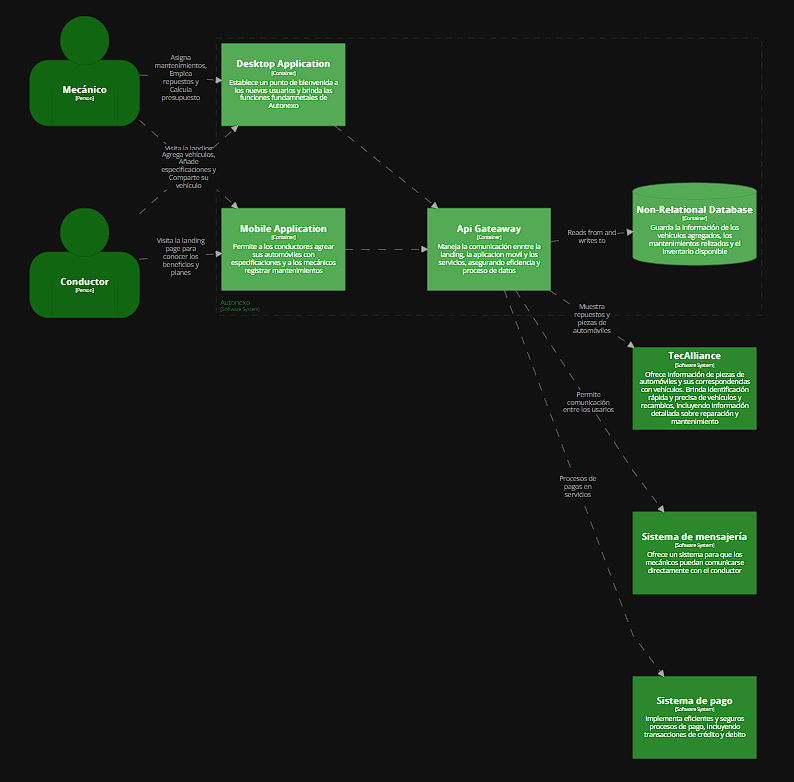 Mecánico
[Person]
Asigna
mantenimientos,
Emplea
repuestos y
Calcula
presupuesto
Desktop Application
[Container]
Establece un punto de bienvenida a
los nuevos usuarios y brinda las
funciones fundamnetales de
Autonexo
Visita la landing
Agrega vehículos,
Añade
especificaciones y
Comparte su
vehículo
Conductor
[Person]
Visita la landing
page para
conocer los
beneficios y
planes
Mobile Application
[Container]
Permite a los conductores agrear
sus automóviles con
especificaciones y a los mecánicos
registrar mantenimientos
Api Gateaway
[Container]
Maneja la comunicación enntre la
landing, la aplicacion movil y los
servicios, asegurando eficiencia y
proceso de datos
Reads from and
writes to
Non-Relational Database
[Container]
Guarda la información de los
vehículos agregados, los
mantenimientos relizados y el
inventario disponible
Autonexo
[Software System]
Muestra
repuestos y
piezas de
automóviles
TecAlliance
[Software System]
Ofrece información de piezas de
automóviles y sus correspondencias
con vehículos. Brinda identificación
rápida y precisa de vehículos y
recambios, incluyendo información
detallada sobre reparación y
mantenimiento
Permite
comunicación
entre los usarios
Procesos de
pagos en
servicios
Sistema de mensajería
[Software System]
Ofrece un sistema para que los
mecánicos puedan comunicarse
directamente con el conductor
Sistema de pago
[Software System]
Implementa eficientes y seguros
procesos de pago, incluyendo
transacciones de crédito y debito